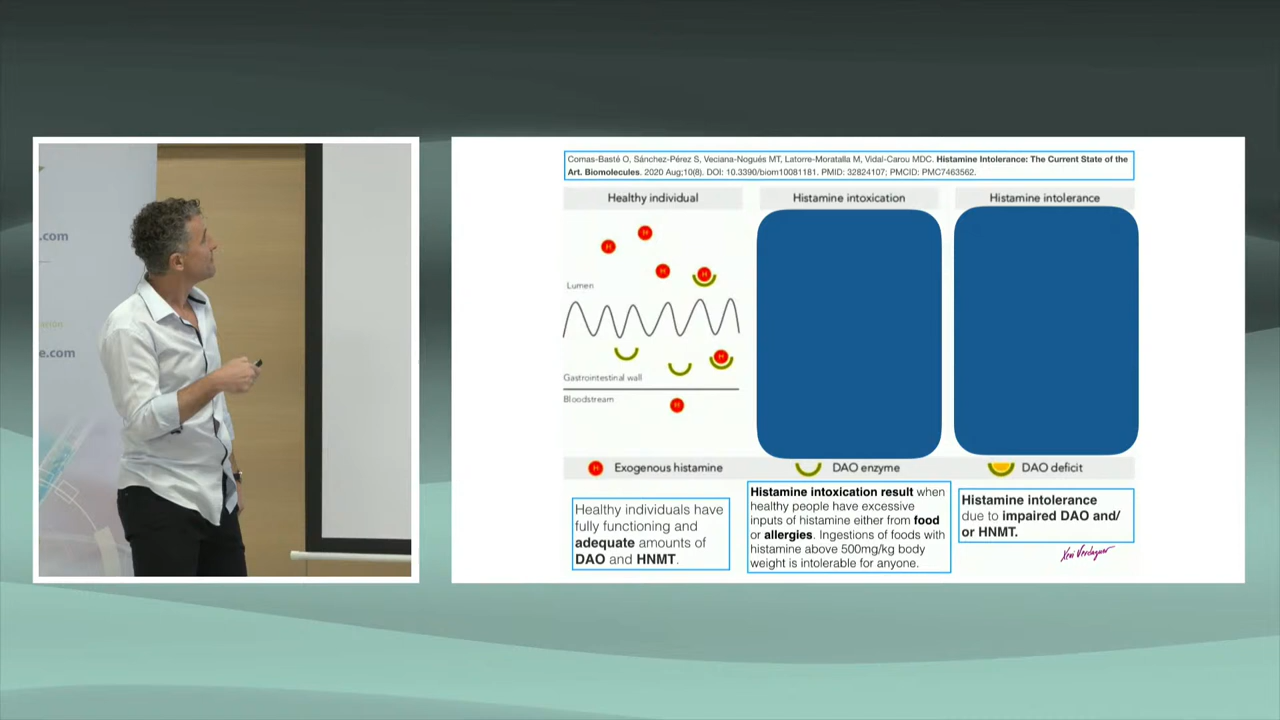 .com
e.com
Comas-Basté O, Sánchez-Pérez S, Veciana-Nogués MT, Latorre-Moratalla M, Vidal-Carou MDC. Histamine Intolerance: The Current State of the
Art. Biomolecules. 2020 Aug;10(8). DOI: 10.3390/biom10081181. PMID: 32824107; PMCID: PMC7463562.
Healthy individual
Histamine intoxication
Histamine intolerance
H
H
H
H
Lumen
H
Gastrointestinal wall
Bloodstream
H
H Exogenous histamine
DAO enzyme
DAO deficit
Healthy individuals have
fully functioning and
adequate amounts of
DAO and HNMT.
Histamine intoxication result when
healthy people have excessive
inputs of histamine either from food
or allergies. Ingestions of foods with
histamine above 500mg/kg body
weight is intolerable for anyone.
Histamine intolerance
due to impaired DAO and/
or HNMT.
Xevi Verdaguer